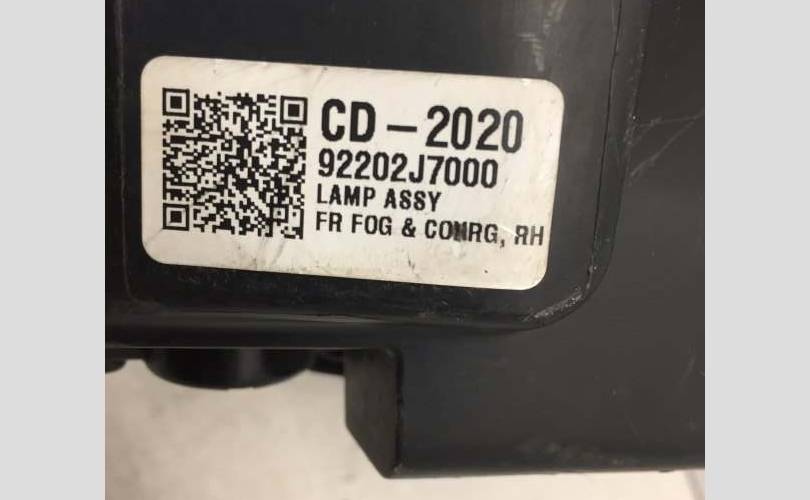 CD-2020
92202J7000
LAMP ASSY
FR FOG & CONRG, RH